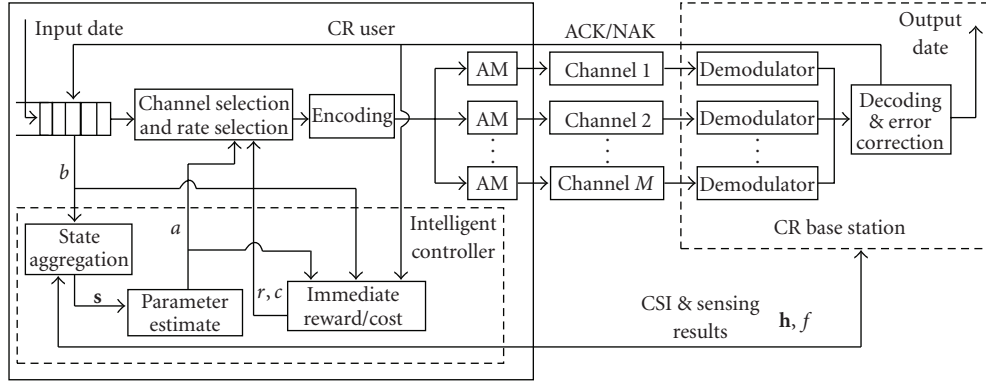 Input date
CR user
ACK/NAK
Output
date
Channel selection
and rate selection
Encoding
AM
Channel 1
Demodulator
AM
Channel 2
Demodulator
Decoding
& error
correction
AM
Channel M
Demodulator
b
a
Intelligent
controller
CR base station
State
aggregation
s
Parameter
estimate
r, c
Immediate
reward/cost
CSI & sensing
results
h, f